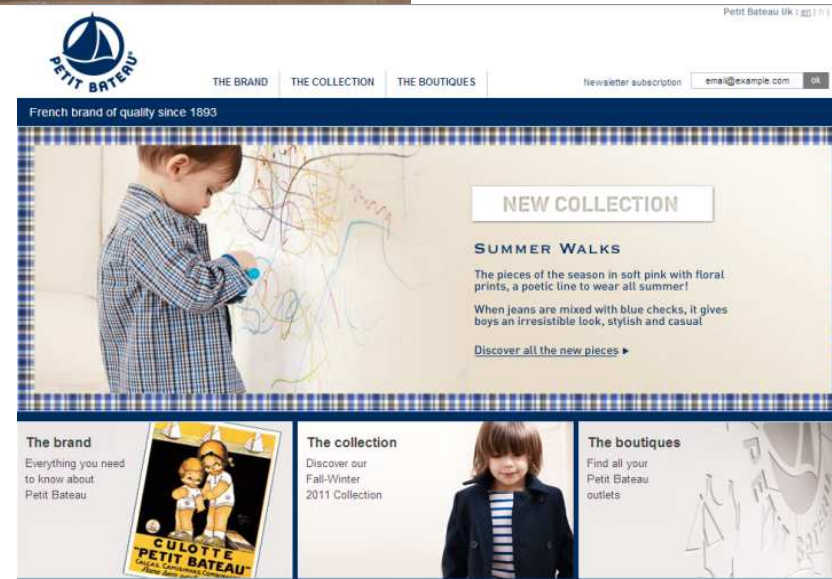 Petit Bateau Uk : en | fr |
PETIT BATEAU
THE BRAND THE COLLECTION THE BOUTIQUES
Newsletter subscription email@example.com ok
French brand of quality since 1893
NEW COLLECTION
SUMMER WALKS
The pieces of the season in soft pink with floral
prints, a poetic line to wear all summer!
When jeans are mixed with blue checks, it gives
boys an irresistible look, stylish and casual
Discover all the new pieces
The brand
Everything you need
to know about
Petit Bateau
CULOTTE
"PETIT BATEAU"
The collection
Discover our
Fall-Winter
2011 Collection
The boutiques
Find all your
Petit Bateau
outlets